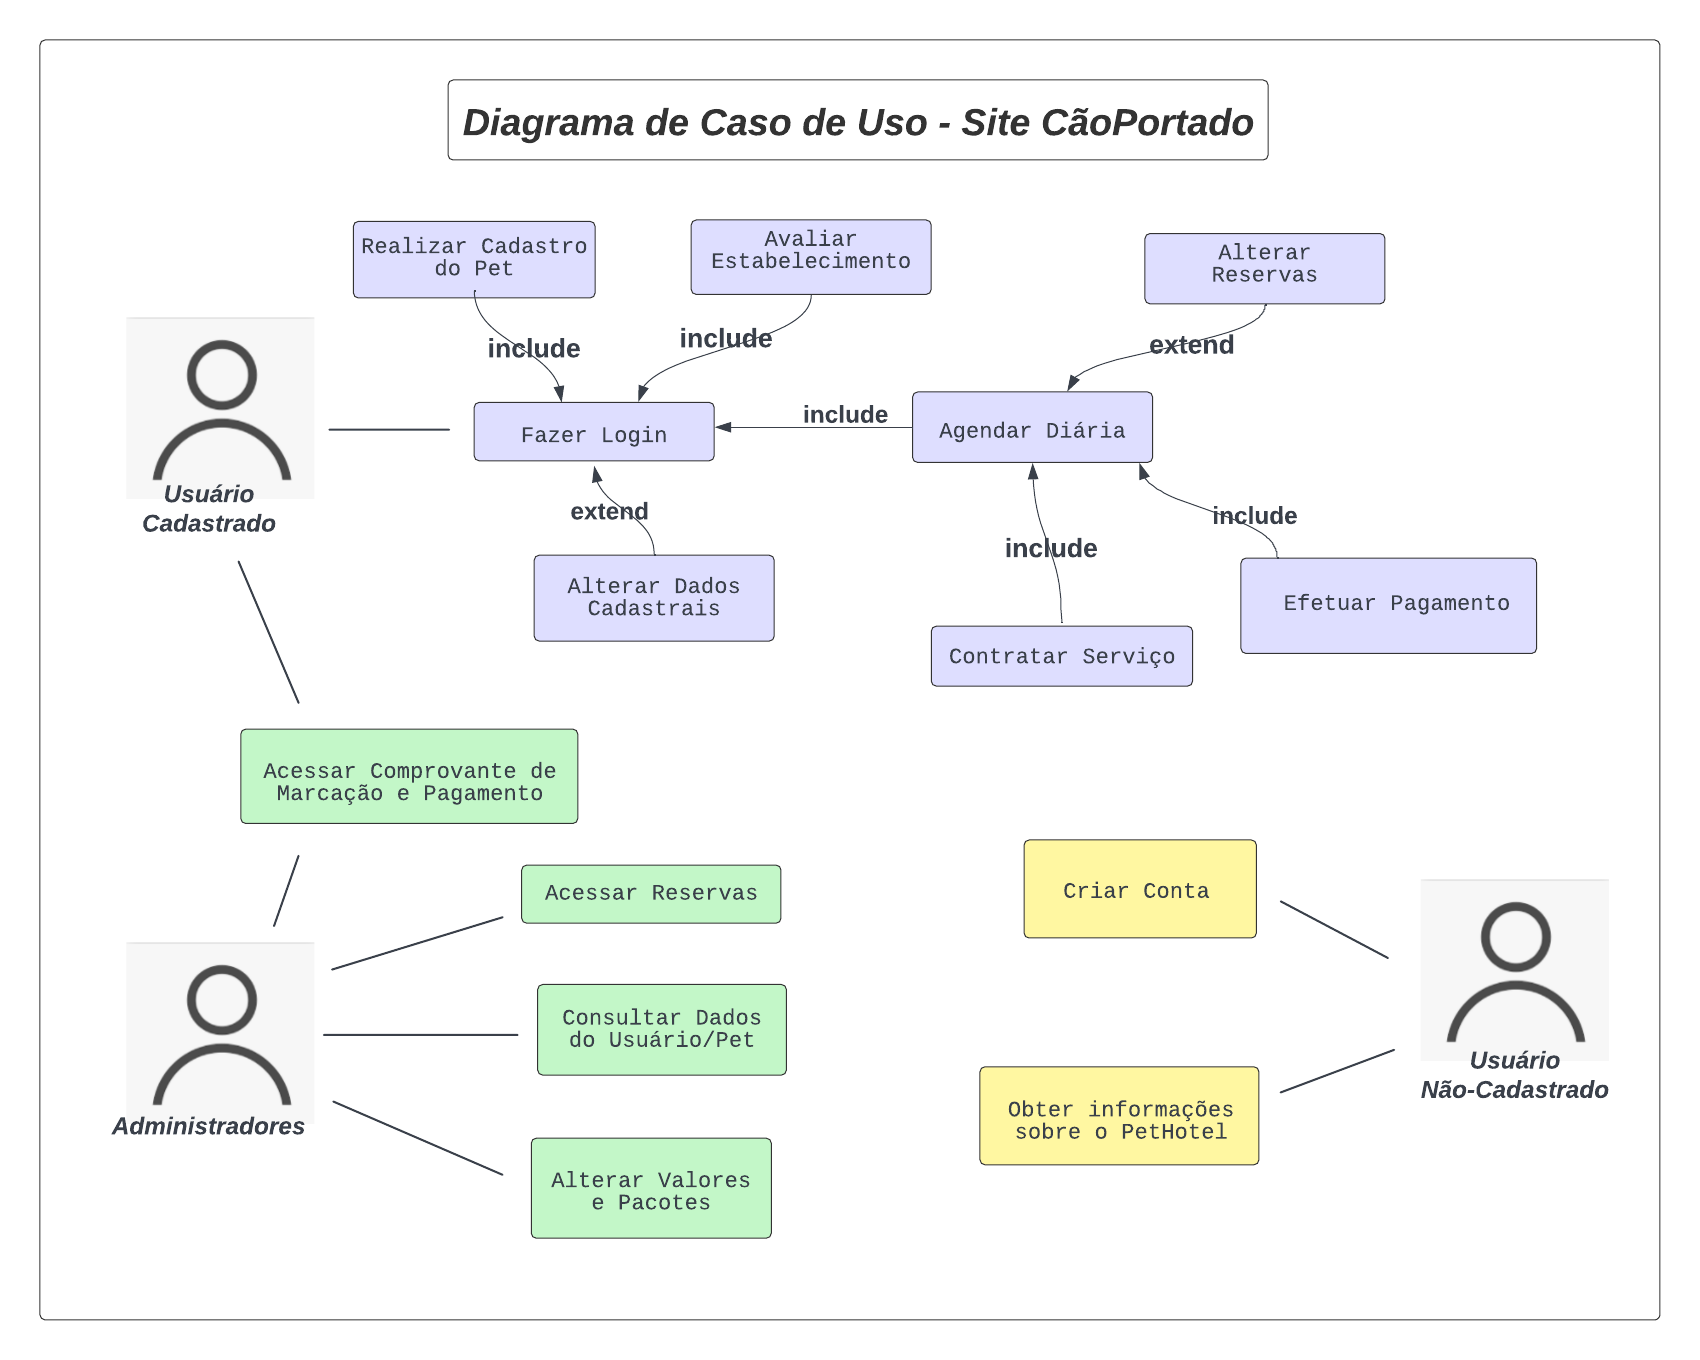 Diagrama de Caso de Uso - Site CãoPortado
Realizar Cadastro
do Pet
Avaliar
Estabelecimento
Alterar
Reservas
include
include
extend
Fazer Login
include
Agendar Diária
Usuário
Cadastrado
extend
include
include
Alterar Dados
Cadastrais
Efetuar Pagamento
Contratar Serviço
Acessar Comprovante de
Marcação e Pagamento
Acessar Reservas
Criar Conta
Consultar Dados
do Usuário/Pet
Usuário
Não-Cadastrado
Administradores
Obter informações
sobre o PetHotel
Alterar Valores
e Pacotes